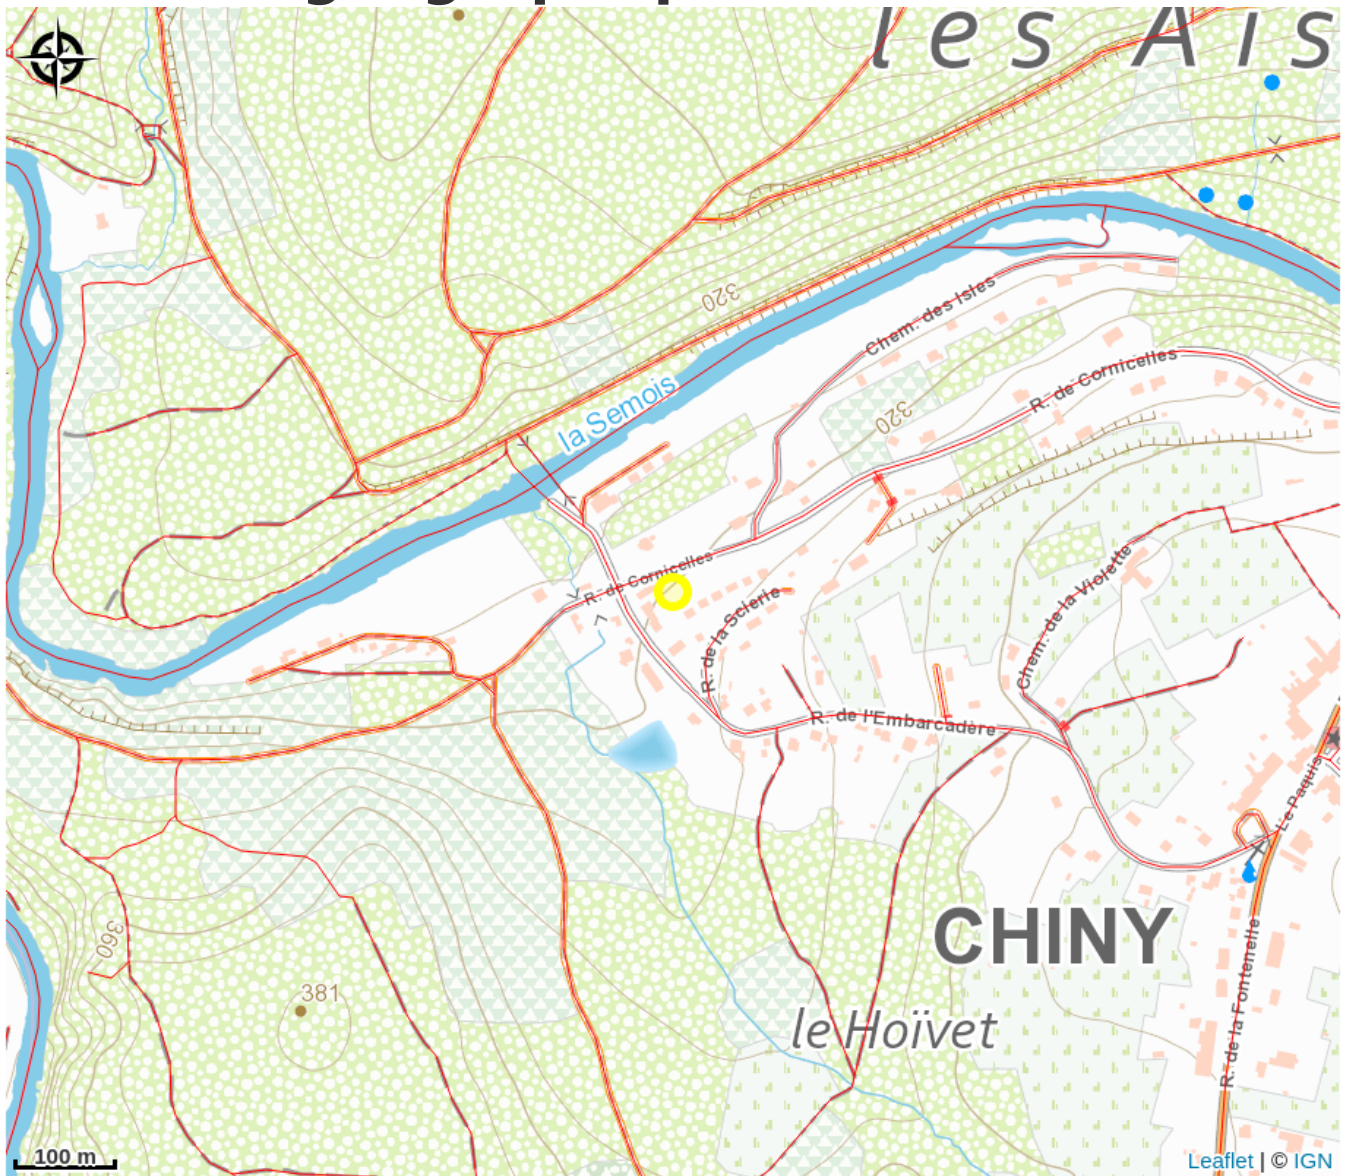 les Ais
320
Chem. des Isles
R. de Cornicelles
la Semois
320
R. de Cornicelles
R. de la Scierie
Chem. de la Violette
R. de l'Embarcadère
Le Paquis
CHINY
360
381
le Hoïvet
R. de la Fontenelle
100 m
Leaflet | © IGN